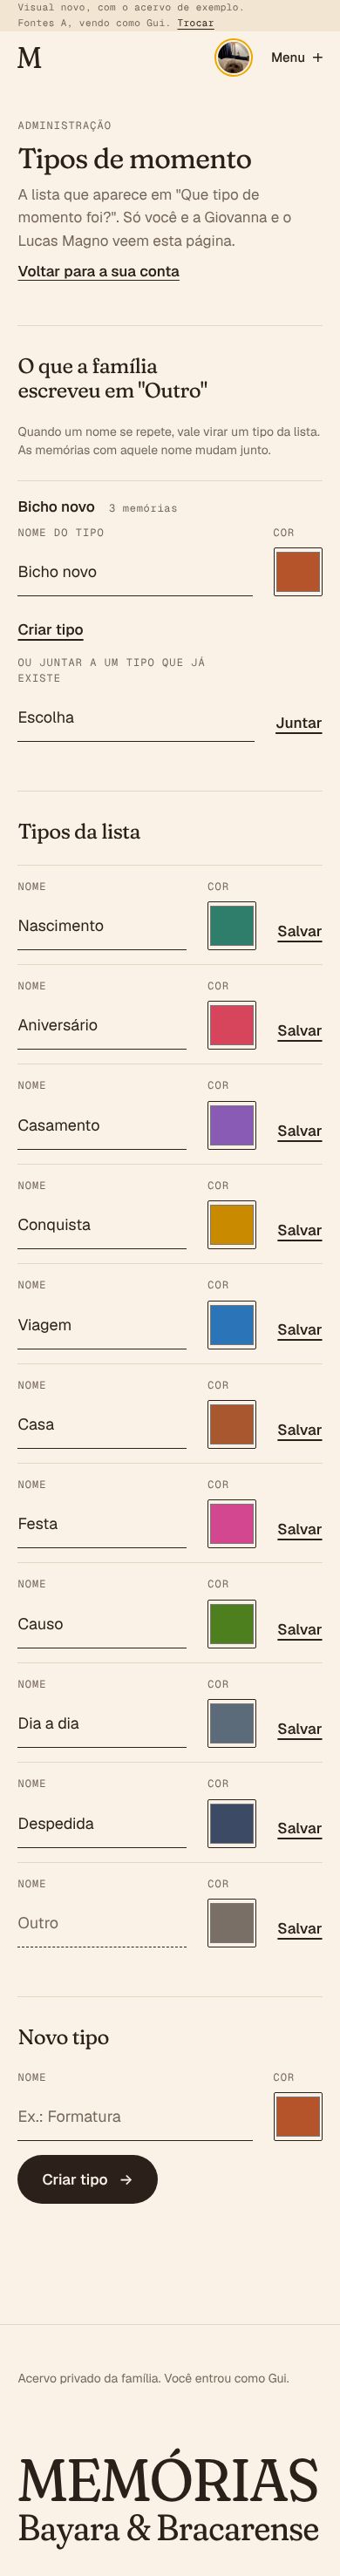 Visual novo, com o acervo de exemplo.
Fontes A, vendo como Gui. Trocar
M
Menu +
ADMINISTRAÇÃO
Tipos de momento
A lista que aparece em "Que tipo de
momento foi?". Só você e a Giovanna e o
Lucas Magno veem esta página.
Voltar para a sua conta
O que a família
escreveu em "Outro"
Quando um nome se repete, vale virar um tipo da lista.
As memórias com aquele nome mudam junto.
Bicho novo 3 memórias
NOME DO TIPO COR
Bicho novo
Criar tipo
OU JUNTAR A UM TIPO QUE JÁ
EXISTE
Escolha Juntar
Tipos da lista
NOME COR
Nascimento Salvar
NOME COR
Aniversário Salvar
NOME COR
Casamento Salvar
NOME COR
Conquista Salvar
NOME COR
Viagem Salvar
NOME COR
Casa Salvar
NOME COR
Festa Salvar
NOME COR
Causo Salvar
NOME COR
Dia a dia Salvar
NOME COR
Despedida Salvar
NOME COR
Outro Salvar
Novo tipo
NOME COR
Ex.: Formatura
Criar tipo →
Acervo privado da família. Você entrou como Gui.
MEMÓRIAS
Bayara & Bracarense